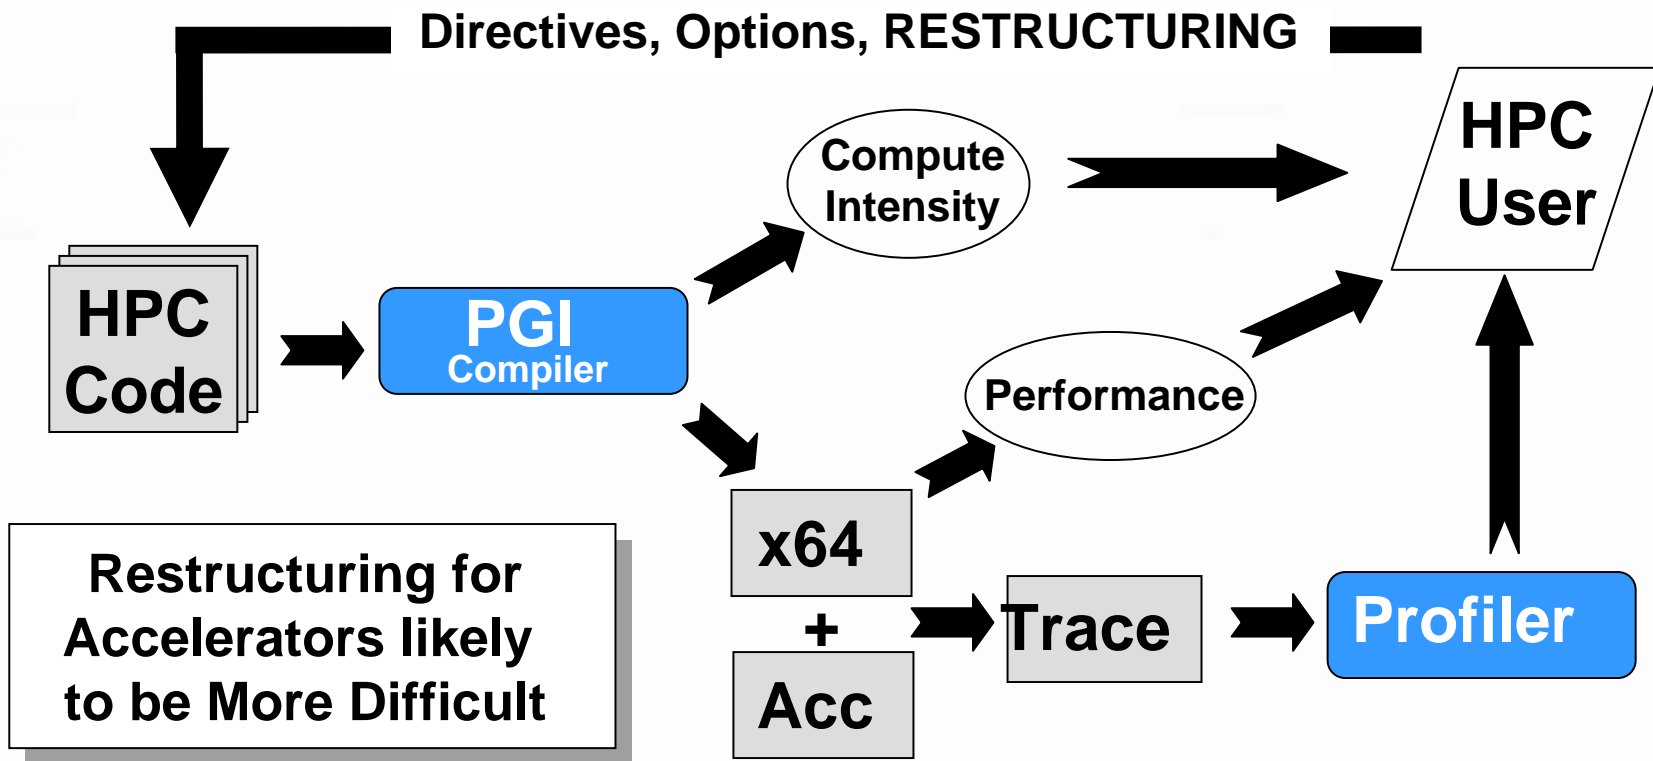 Directives, Options, RESTRUCTURING
HPC
User
Compute
Intensity
HPC
Code
PGI
Compiler
Performance
x64
+
Acc
Trace
Profiler
Restructuring for
Accelerators likely
to be More Difficult